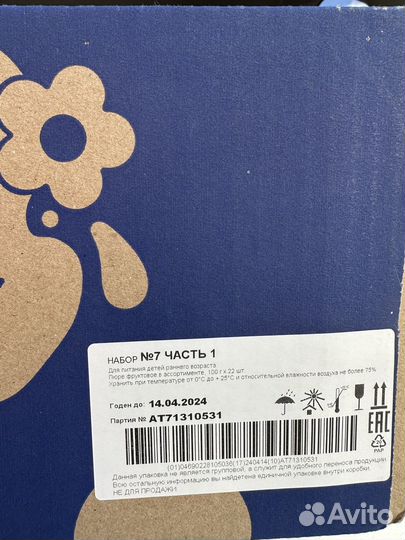 НАБОР №7 ЧАСТЬ 1
Для питания детей раннего возраста
Пюре фруктовое в ассортименте, 100 г х 22 шт.
Хранить при температуре от 0°С до + 25°С и относительной влажности воздуха не более 75%
Годен до: 14.04.2024
Партия № AT71310531
EAC
20
PAP
(01)04690228105036(17)240414(10)AT71310531
Данная упаковка не является групповой, а служит для удобного переноса продукции.
Всю остальную информацию вы найдете на единичной упаковке внутри коробки.
НЕ ДЛЯ ПРОДАЖИ
Avito